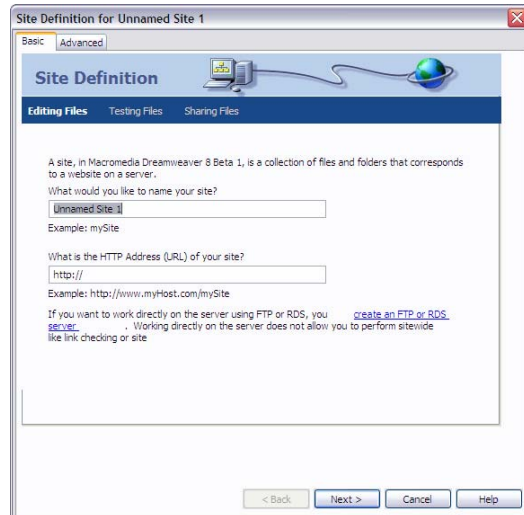 Site Definition for Unnamed Site 1
Basic Advanced
Site Definition
Editing Files Testing Files Sharing Files
A site, in Macromedia Dreamweaver 8 Beta 1, is a collection of files and folders that corresponds
to a website on a server.
What would you like to name your site?
Unnamed Site 1
Example: mySite
What is the HTTP Address (URL) of your site?
http://
Example: http://www.myHost.com/mySite
If you want to work directly on the server using FTP or RDS, you create an FTP or RDS
server . Working directly on the server does not allow you to perform sitewide
like link checking or site
< Back Next > Cancel Help